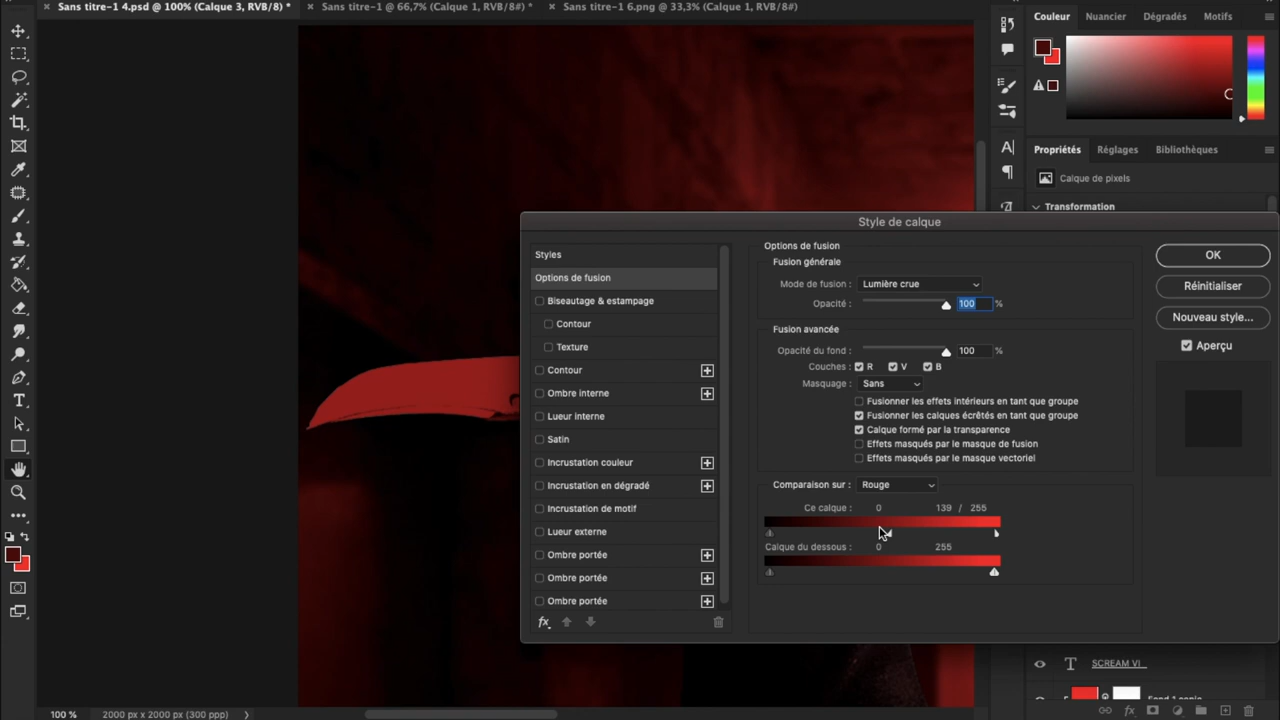 Sans titre-1 4.psd @ 100% (Calque 3, RVB/8) *
Sans titre-1 @ 66,7% (Calque 1, RVB/8#) *
Sans titre-1 6.png @ 33,3% (Calque 1, RVB/8#)
Couleur Nuancier Dégradés Motifs
Propriétés Réglages Bibliothèques
Calque de pixels
Transformation
Style de calque
Styles
Options de fusion
Biseautage & estampage
Contour
Texture
Contour
Ombre interne
Lueur interne
Satin
Incrustation couleur
Incrustation en dégradé
Incrustation de motif
Lueur externe
Ombre portée
Ombre portée
Ombre portée
fx
Options de fusion
Fusion générale
Mode de fusion : Lumière crue
Opacité : 100 %
Fusion avancée
Opacité du fond : 100 %
Couches : R V B
Masquage : Sans
Fusionner les effets intérieurs en tant que groupe
Fusionner les calques écrêtés en tant que groupe
Calque formé par la transparence
Effets masqués par le masque de fusion
Effets masqués par le masque vectoriel
Comparaison sur : Rouge
Ce calque : 0 139 / 255
Calque du dessous : 0 255
OK
Réinitialiser
Nouveau style...
Aperçu
T SCREAM VI
Fond 1 copie
fx
100 % 2000 px x 2000 px (300 ppp)